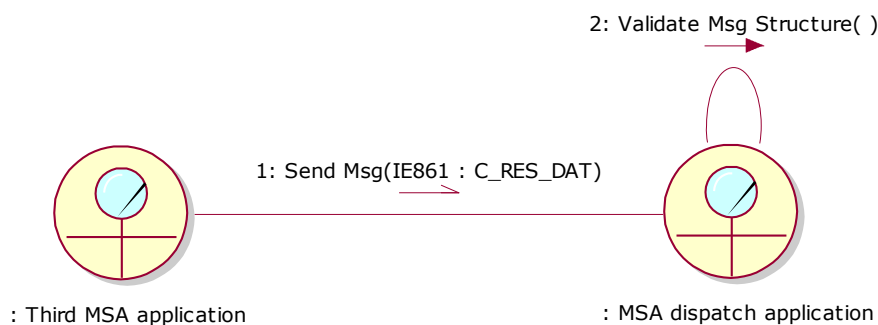 2: Validate Msg Structure( )
1: Send Msg(IE861 : C_RES_DAT)
: Third MSA application
: MSA dispatch application